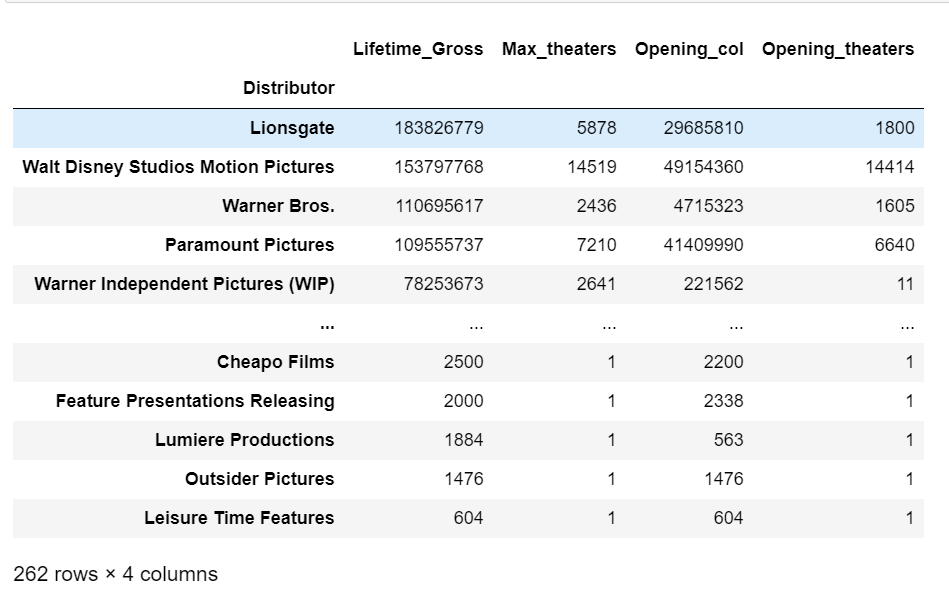 Lifetime_Gross Max_theaters Opening_col Opening_theaters
Distributor
Lionsgate 183826779 5878 29685810 1800
Walt Disney Studios Motion Pictures 153797768 14519 49154360 14414
Warner Bros. 110695617 2436 4715323 1605
Paramount Pictures 109555737 7210 41409990 6640
Warner Independent Pictures (WIP) 78253673 2641 221562 11
... ... ... ... ...
Cheapo Films 2500 1 2200 1
Feature Presentations Releasing 2000 1 2338 1
Lumiere Productions 1884 1 563 1
Outsider Pictures 1476 1 1476 1
Leisure Time Features 604 1 604 1
262 rows × 4 columns